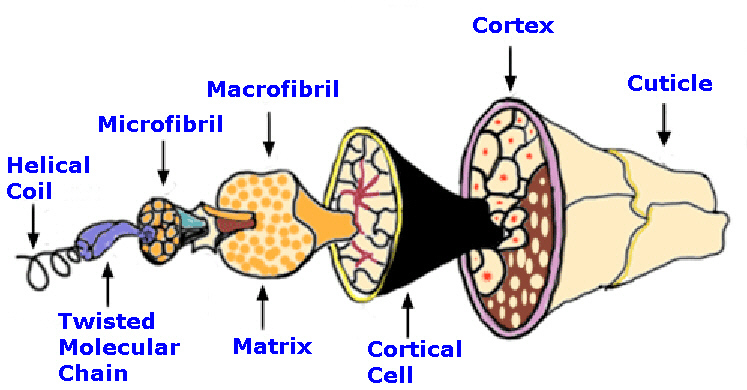 Cortex
Cuticle
Macrofibril
Microfibril
Helical
Coil
Twisted
Molecular
Chain
Matrix
Cortical
Cell